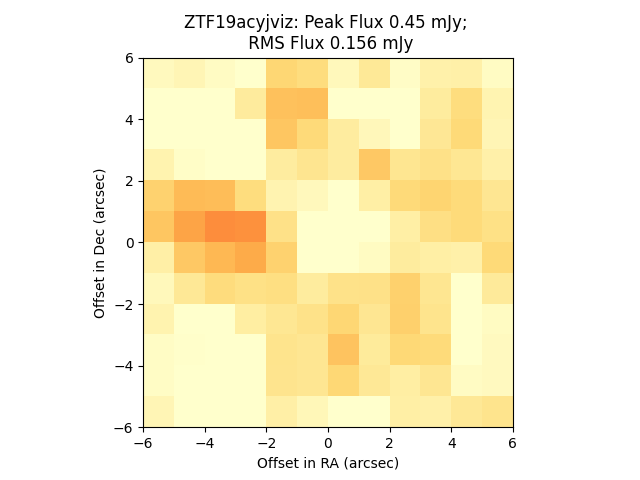 ZTF19acyjviz: Peak Flux 0.45 mJy;
RMS Flux 0.156 mJy
6
4
2
0
−2
−4
−6
Offset in Dec (arcsec)
−6 −4 −2 0 2 4 6
Offset in RA (arcsec)